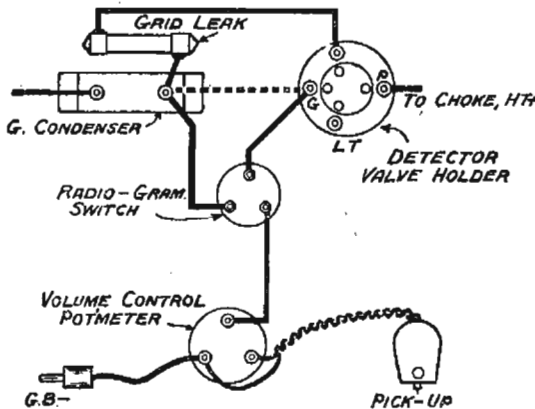 GRID LEAK
G. CONDENSER
G
P
TO CHOKE, HT+
LT
DETECTOR
VALVE HOLDER
RADIO-GRAM.
SWITCH
VOLUME CONTROL
POTMETER
G.B-
PICK-UP